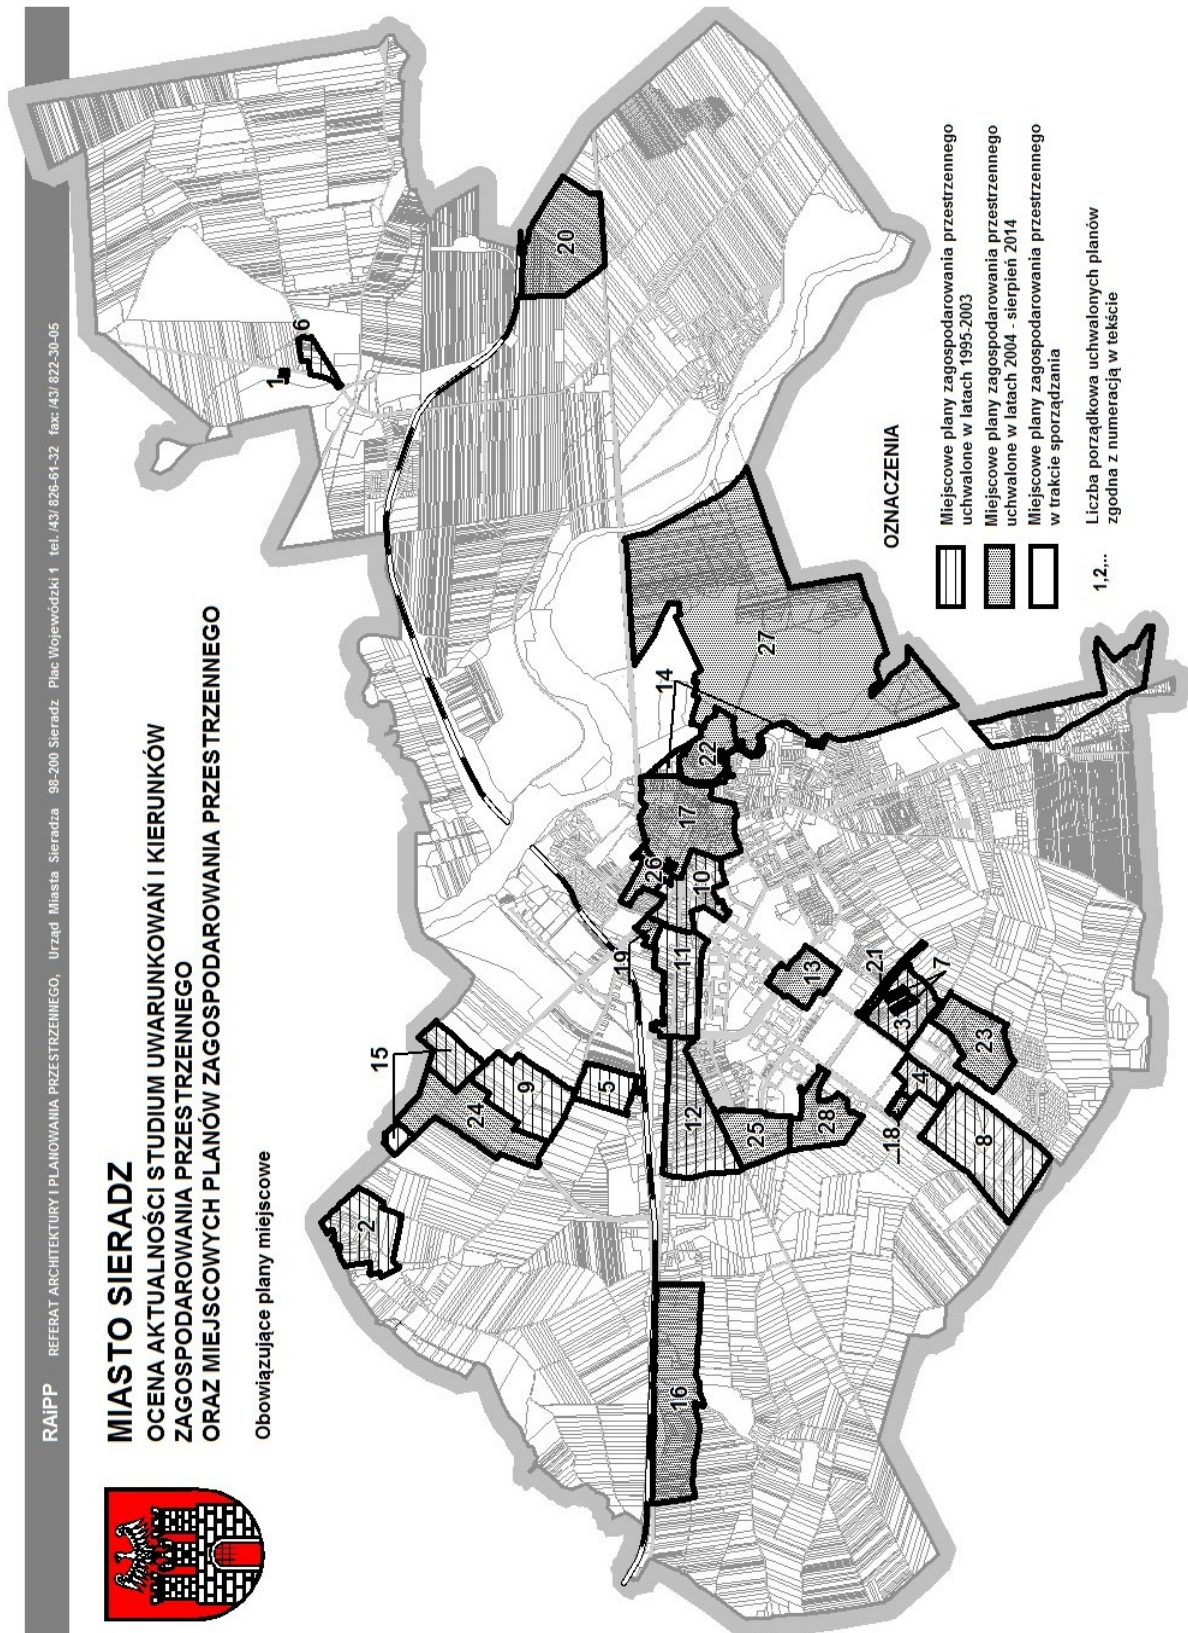 RAiPP REFERAT ARCHITEKTURY I PLANOWANIA PRZESTRZENNEGO, Urząd Miasta Sieradza 98-200 Sieradz Plac Wojewódzki 1 tel. /43/ 826-61-32 fax: /43/ 822-30-05
MIASTO SIERADZ
OCENA AKTUALNOŚCI STUDIUM UWARUNKOWAŃ I KIERUNKÓW
ZAGOSPODAROWANIA PRZESTRZENNEGO
ORAZ MIEJSCOWYCH PLANÓW ZAGOSPODAROWANIA PRZESTRZENNEGO
Obowiązujące plany miejscowe
1
6
20
15
24
9
5
2
16
12
25
28
18
8
4
23
3
7
21
13
11
19
26
10
17
22
14
27
OZNACZENIA
Miejscowe plany zagospodarowania przestrzennego
uchwalone w latach 1995-2003
Miejscowe plany zagospodarowania przestrzennego
uchwalone w latach 2004 - sierpień 2014
Miejscowe plany zagospodarowania przestrzennego
w trakcie sporządzania
1,2,.. Liczba porządkowa uchwalonych planów
zgodna z numeracją w tekście